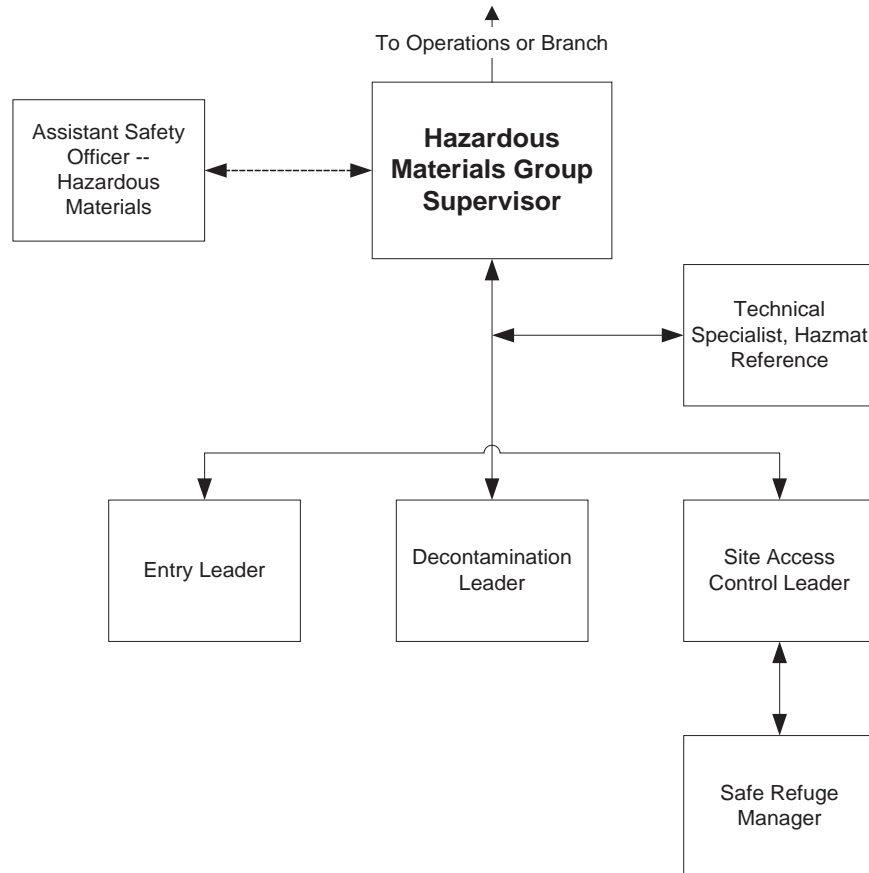 To Operations or Branch
Assistant Safety
Officer --
Hazardous
Materials
Hazardous
Materials Group
Supervisor
Technical
Specialist, Hazmat
Reference
Entry Leader
Decontamination
Leader
Site Access
Control Leader
Safe Refuge
Manager